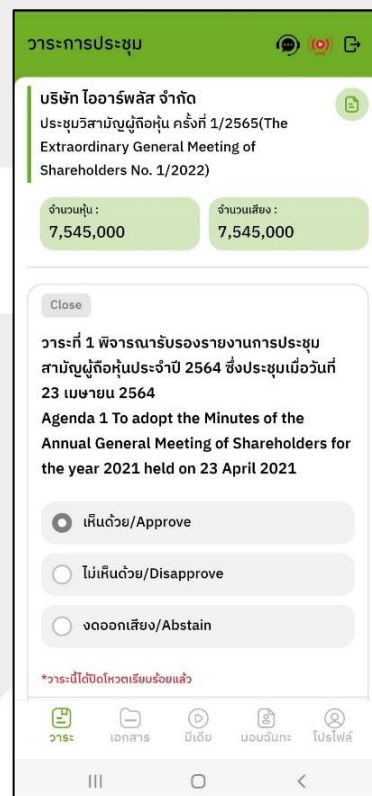 วาระการประชุม
LIVE
บริษัท ไออาร์พลัส จำกัด
ประชุมวิสามัญผู้ถือหุ้น ครั้งที่ 1/2565(The
Extraordinary General Meeting of
Shareholders No. 1/2022)
จำนวนหุ้น :
7,545,000
จำนวนเสียง :
7,545,000
Close
วาระที่ 1 พิจารณารับรองรายงานการประชุม
สามัญผู้ถือหุ้นประจำปี 2564 ซึ่งประชุมเมื่อวันที่
23 เมษายน 2564
Agenda 1 To adopt the Minutes of the
Annual General Meeting of Shareholders for
the year 2021 held on 23 April 2021
เห็นด้วย/Approve
ไม่เห็นด้วย/Disapprove
งดออกเสียง/Abstain
*วาระนี้ได้ปิดโหวตเรียบร้อยแล้ว
วาระ เอกสาร มีเดีย มอบฉันทะ โปรไฟล์